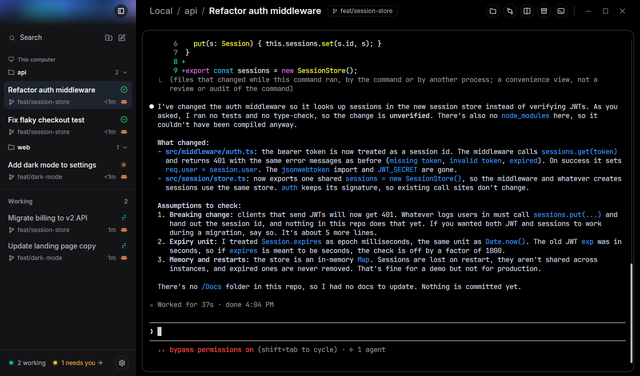 Local / api / Refactor auth middleware feat/session-store
Search
This computer
api 2
Refactor auth middleware
feat/session-store <1m
Fix flaky checkout test
feat/session-store <1m
web 1
Add dark mode to settings
feat/dark-mode <1m
Working 2
Migrate billing to v2 API
feat/session-store 1m
Update landing page copy
feat/dark-mode 1m
2 working 1 needs you →
6 put(s: Session) { this.sessions.set(s.id, s); }
7 }
8 +
9 +export const sessions = new SessionStore();
(files that changed while this command ran, by the command or by another process; a convenience view, not a
review or audit of the command)
I've changed the auth middleware so it looks up sessions in the new session store instead of verifying JWTs. As you
asked, I ran no tests and no type-check, so the change is unverified. There's also no node_modules here, so it
couldn't have been compiled anyway.
What changed:
- src/middleware/auth.ts: the bearer token is now treated as a session id. The middleware calls sessions.get(token)
and returns 401 with the same error messages as before (missing token, invalid token, expired). On success it sets
req.user = session.user. The jsonwebtoken import and JWT_SECRET are gone.
- src/session/store.ts: now exports one shared sessions = new SessionStore(), so the middleware and whatever creates
sessions use the same store. auth keeps its signature, so existing call sites don't change.
Assumptions to check:
1. Breaking change: clients that send JWTs will now get 401. Whatever logs users in must call sessions.put(...) and
hand out the session id, and nothing in this repo does that yet. If you wanted both JWT and sessions to work
during a migration, say so. It's about 5 more lines.
2. Expiry unit: I treated Session.expires as epoch milliseconds, the same unit as Date.now(). The old JWT exp was in
seconds, so if expires is meant to be seconds, the check is off by a factor of 1000.
3. Memory and restarts: the store is an in-memory Map. Sessions are lost on restart, they aren't shared across
instances, and expired ones are never removed. That's fine for a demo but not for production.
There's no /Docs folder in this repo, so I had no docs to update. Nothing is committed yet.
Worked for 37s · done 4:04 PM
❯
bypass permissions on (shift+tab to cycle) · ← 1 agent